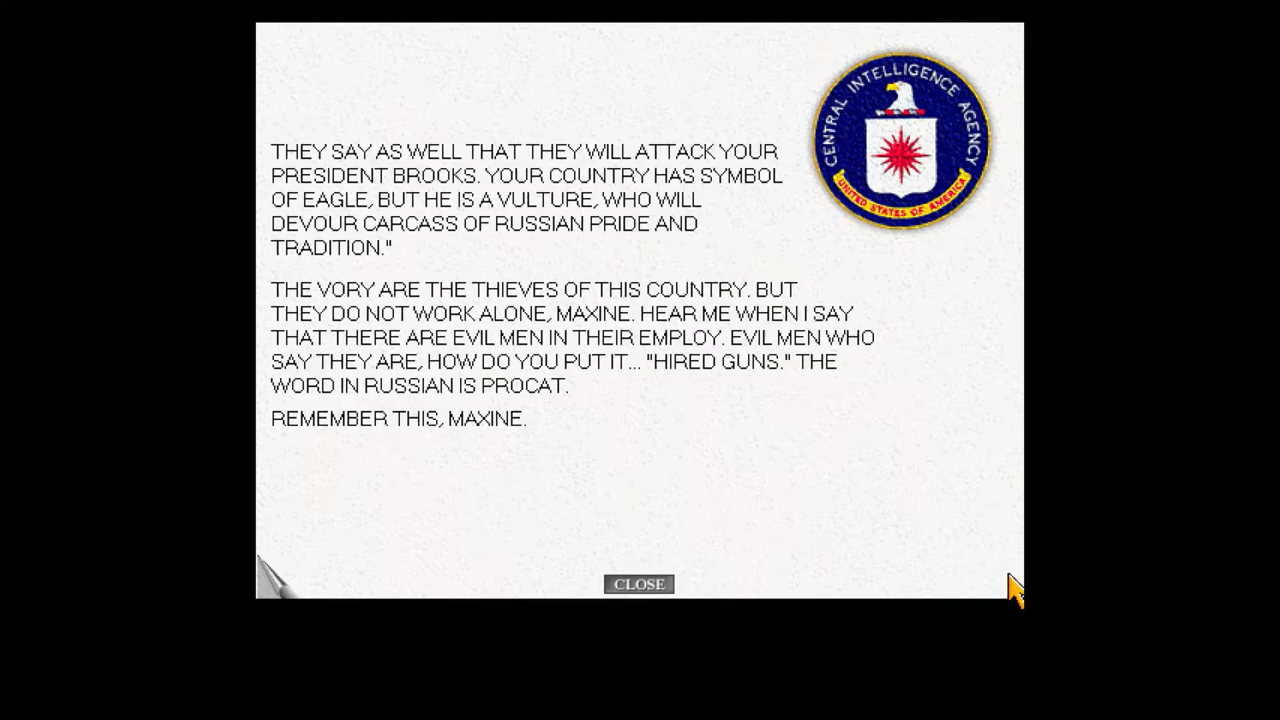 CENTRAL INTELLIGENCE AGENCY
UNITED STATES OF AMERICA
THEY SAY AS WELL THAT THEY WILL ATTACK YOUR
PRESIDENT BROOKS. YOUR COUNTRY HAS SYMBOL
OF EAGLE, BUT HE IS A VULTURE, WHO WILL
DEVOUR CARCASS OF RUSSIAN PRIDE AND
TRADITION."
THE VORY ARE THE THIEVES OF THIS COUNTRY. BUT
THEY DO NOT WORK ALONE, MAXINE. HEAR ME WHEN I SAY
THAT THERE ARE EVIL MEN IN THEIR EMPLOY. EVIL MEN WHO
SAY THEY ARE, HOW DO YOU PUT IT... "HIRED GUNS." THE
WORD IN RUSSIAN IS PROCAT.
REMEMBER THIS, MAXINE.
CLOSE